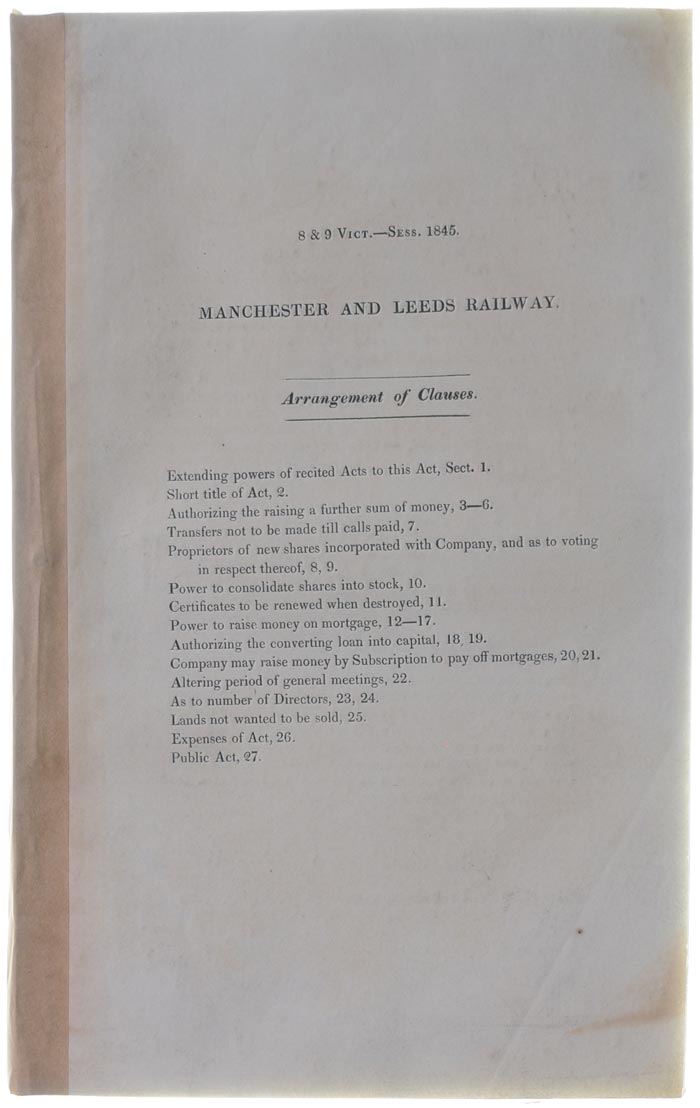 8 & 9 VICT.—SESS. 1845.
MANCHESTER AND LEEDS RAILWAY.
Arrangement of Clauses.
Extending powers of recited Acts to this Act, Sect. 1.
Short title of Act, 2.
Authorizing the raising a further sum of money, 3—6.
Transfers not to be made till calls paid, 7.
Proprietors of new shares incorporated with Company, and as to voting
in respect thereof, 8, 9.
Power to consolidate shares into stock, 10.
Certificates to be renewed when destroyed, 11.
Power to raise money on mortgage, 12—17.
Authorizing the converting loan into capital, 18, 19.
Company may raise money by Subscription to pay off mortgages, 20, 21.
Altering period of general meetings, 22.
As to number of Directors, 23, 24.
Lands not wanted to be sold, 25.
Expenses of Act, 26.
Public Act, 27.